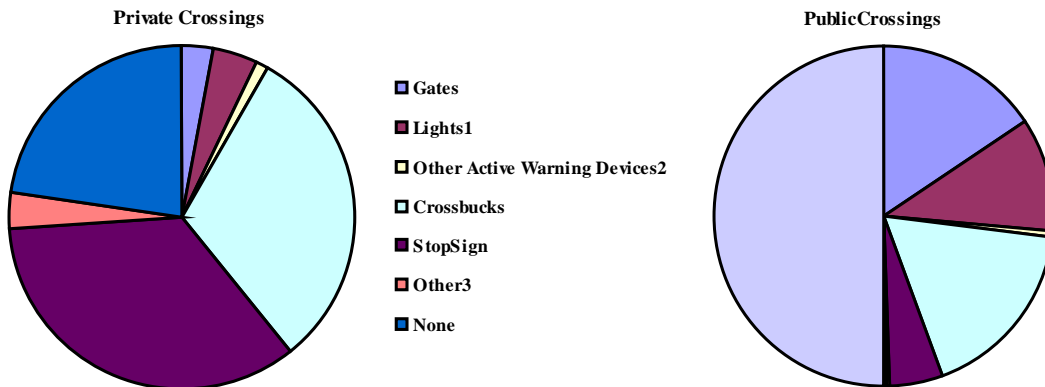 Private Crossings
PublicCrossings
Gates
Lights1
Other Active Warning Devices2
Crossbucks
StopSign
Other3
None